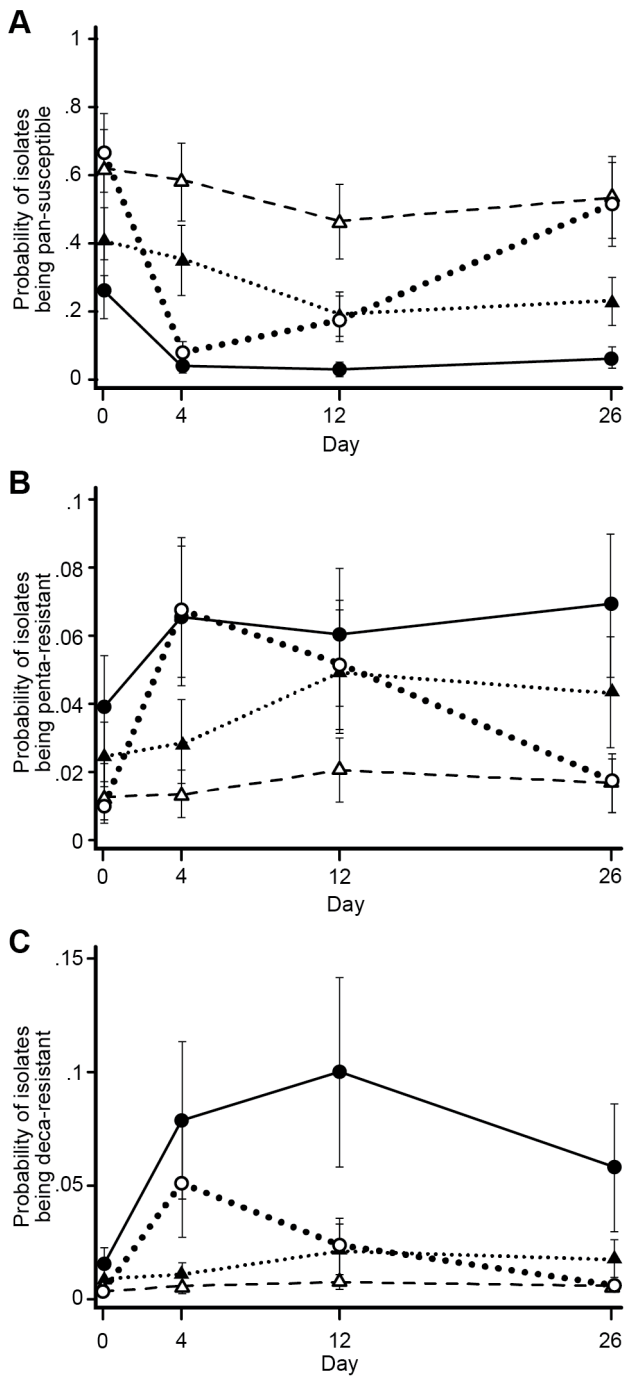 A
Probability of isolates
being pan-susceptible
1
.8
.6
.4
.2
0
0 4 12 26
Day
B
Probability of isolates
being penta-resistant
.1
.08
.06
.04
.02
0
0 4 12 26
Day
C
Probability of isolates
being deca-resistant
.15
.1
.05
0
0 4 12 26
Day